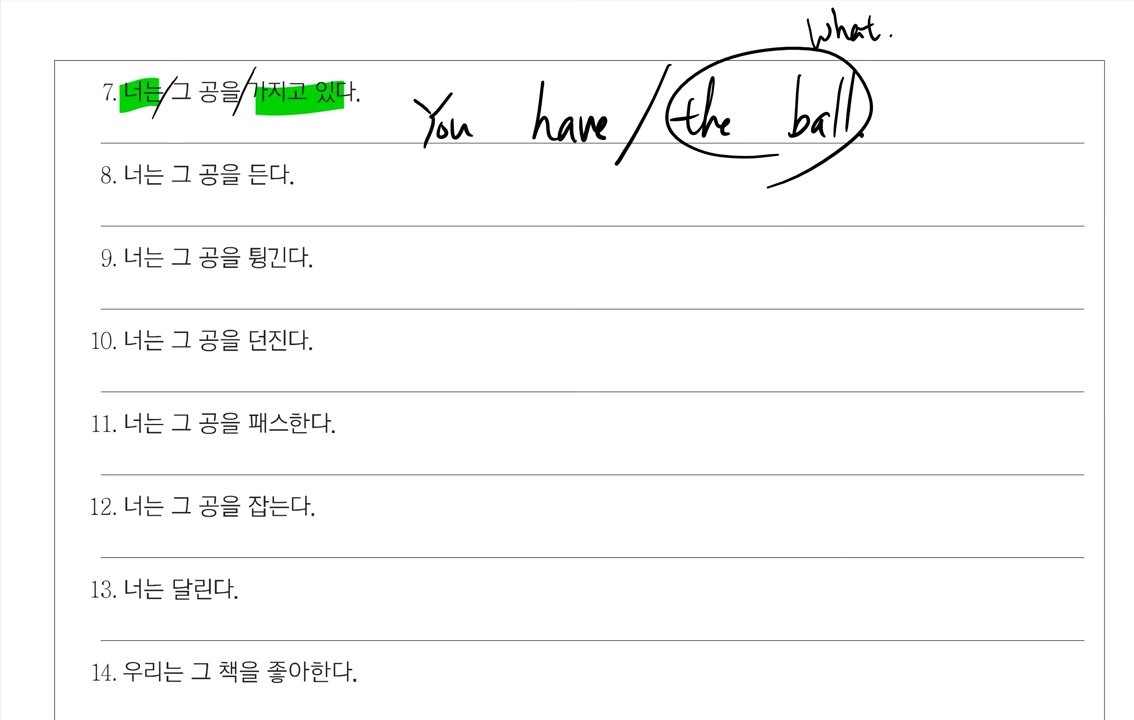 What.
7. 너는/그 공을/가지고 있다. You have/the ball.
8. 너는 그 공을 든다.
9. 너는 그 공을 튕긴다.
10. 너는 그 공을 던진다.
11. 너는 그 공을 패스한다.
12. 너는 그 공을 잡는다.
13. 너는 달린다.
14. 우리는 그 책을 좋아한다.